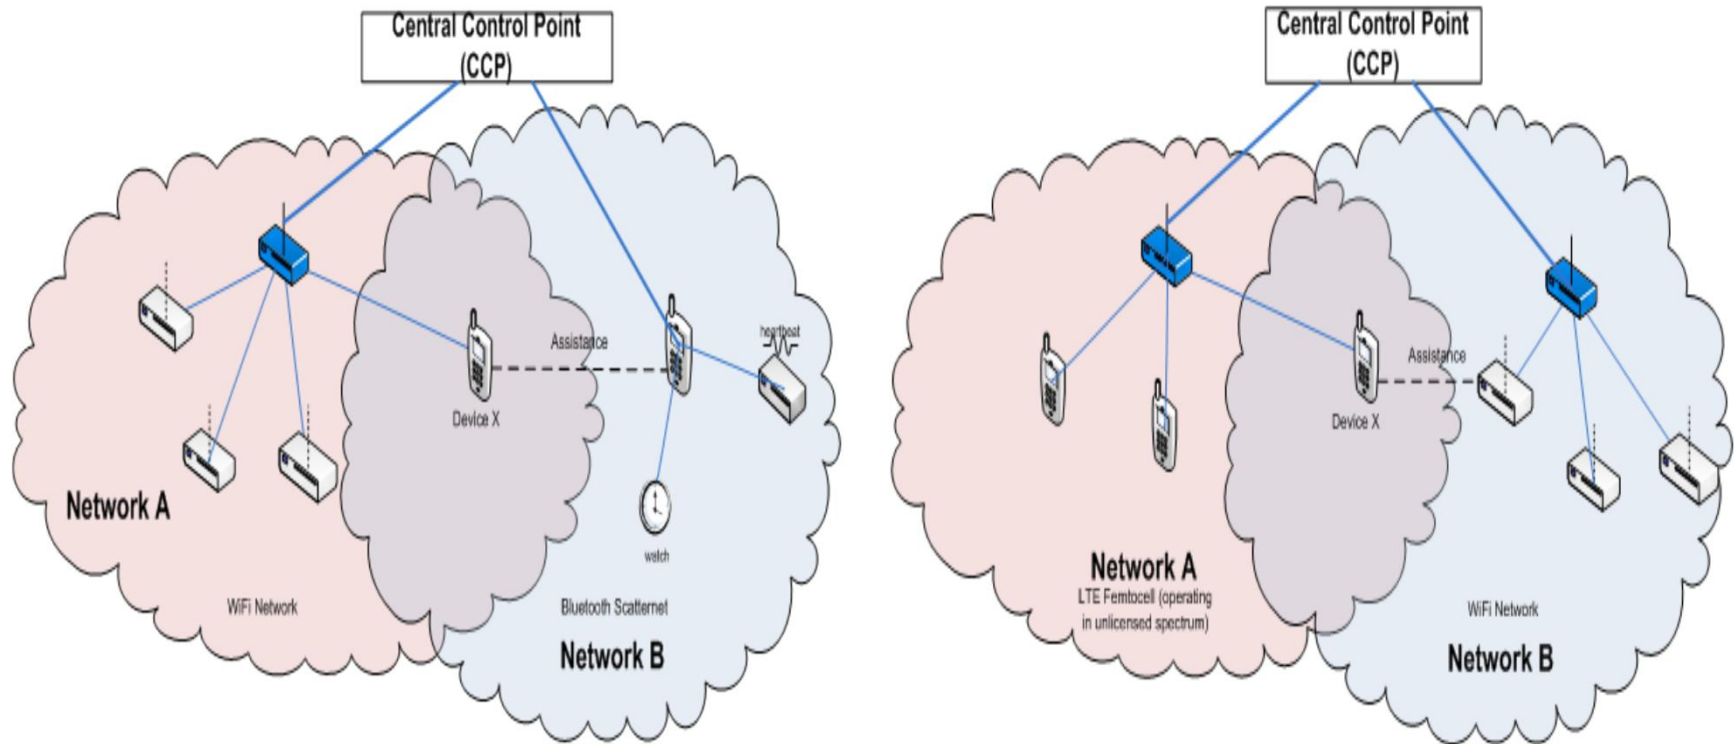 Central Control Point
(CCP)
Assistance
heartbeat
Device X
Network A
watch
WiFi Network
Bluetooth Scatternet
Network B
Central Control Point
(CCP)
Assistance
Device X
Network A
LTE Femtocell (operating
in unlicensed spectrum)
WiFi Network
Network B